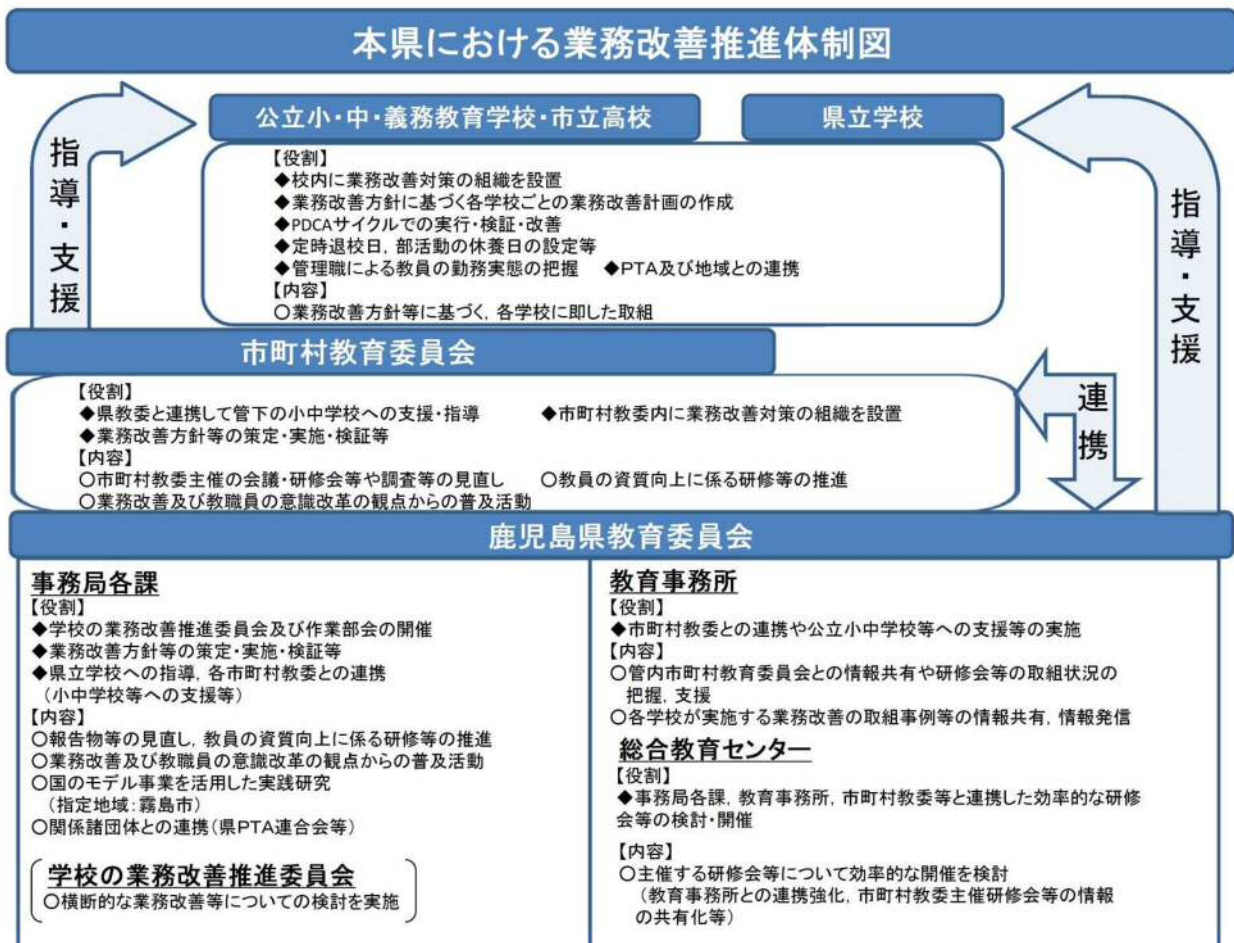 本県における業務改善推進体制図
公立小・中・義務教育学校・市立高校
県立学校
指導・支援
【役割】
◆校内に業務改善対策の組織を設置
◆業務改善方針に基づく各学校ごとの業務改善計画の作成
◆PDCAサイクルでの実行・検証・改善
◆定時退校日，部活動の休養日の設定等
◆管理職による教員の勤務実態の把握　◆PTA及び地域との連携
【内容】
○業務改善方針等に基づく，各学校に即した取組
指導・支援
市町村教育委員会
【役割】
◆県教委と連携して管下の小中学校への支援・指導　◆市町村教委内に業務改善対策の組織を設置
◆業務改善方針等の策定・実施・検証等
【内容】
○市町村教委主催の会議・研修会等や調査等の見直し　○教員の資質向上に係る研修等の推進
○業務改善及び教職員の意識改革の観点からの普及活動
連携
鹿児島県教育委員会
事務局各課
【役割】
◆学校の業務改善推進委員会及び作業部会の開催
◆業務改善方針等の策定・実施・検証等
◆県立学校への指導，各市町村教委との連携
（小中学校等への支援等）
【内容】
○報告物等の見直し，教員の資質向上に係る研修等の推進
○業務改善及び教職員の意識改革の観点からの普及活動
○国のモデル事業を活用した実践研究
（指定地域：霧島市）
○関係諸団体との連携（県PTA連合会等）
学校の業務改善推進委員会
○横断的な業務改善等についての検討を実施
教育事務所
【役割】
◆市町村教委との連携や公立小中学校等への支援等の実施
【内容】
○管内市町村教育委員会との情報共有や研修会等の取組状況の
把握，支援
○各学校が実施する業務改善の取組事例等の情報共有，情報発信
総合教育センター
【役割】
◆事務局各課，教育事務所，市町村教委等と連携した効率的な研修
会等の検討・開催
【内容】
○主催する研修会等について効率的な開催を検討
（教育事務所との連携強化，市町村教委主催研修会等の情報
の共有化等）